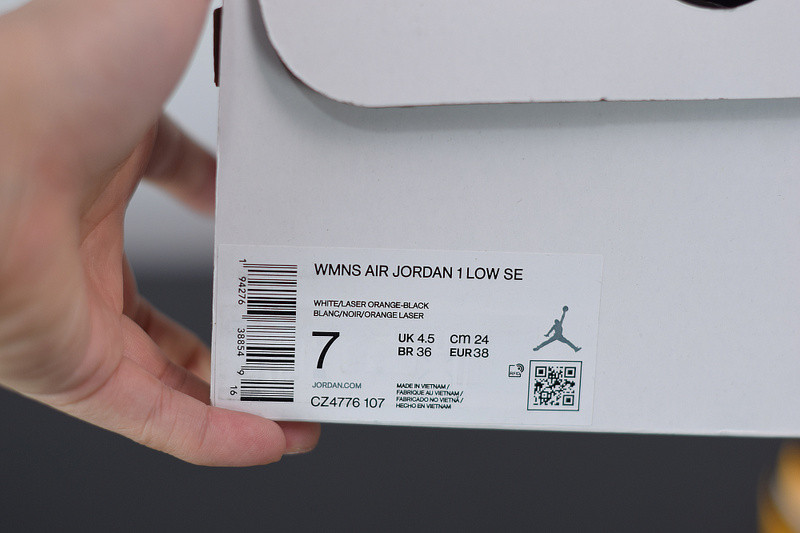 WMNS AIR JORDAN 1 LOW SE
WHITE/LASER ORANGE-BLACK
BLANC/NOIR/ORANGE LASER
7
UK 4.5 cm 24
BR 36 EUR 38
JORDAN.COM
CZ4776 107
MADE IN VIETNAM /
FABRIQUE AU VIETNAM /
FABRICADO NO VIETNÃ /
HECHO EN VIETNAM
1 94276 38854 9
16